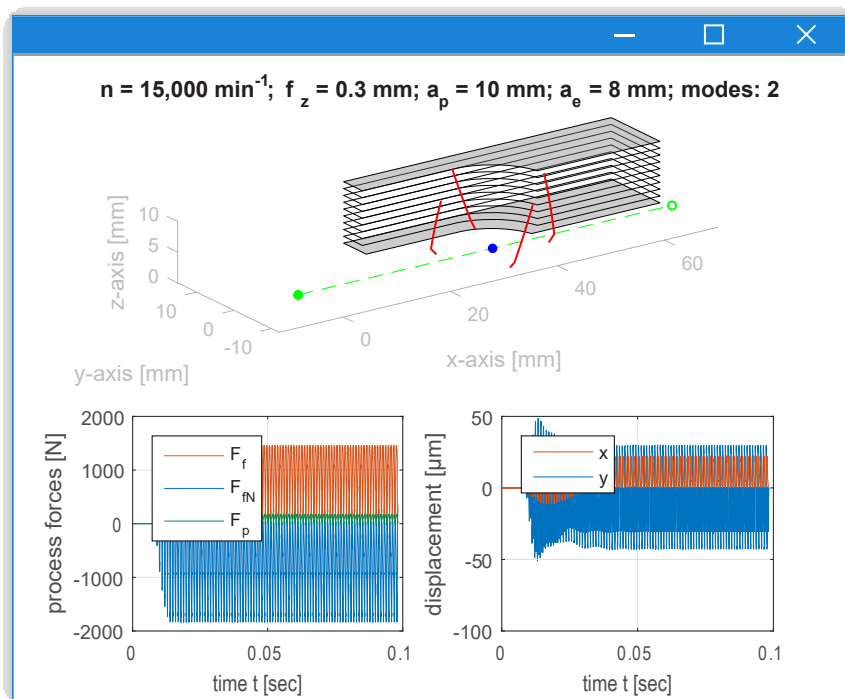 n = 15,000 min-1; f z = 0.3 mm; ap = 10 mm; ae = 8 mm; modes: 2
z-axis [mm]
10
5
0
10
0
-10
y-axis [mm]
0
20
40
60
x-axis [mm]
process forces [N]
2000
1000
0
-1000
-2000
Ff
FfN
Fp
0
0.05
0.1
time t [sec]
displacement [µm]
50
0
-50
-100
x
y
0
0.05
0.1
time t [sec]